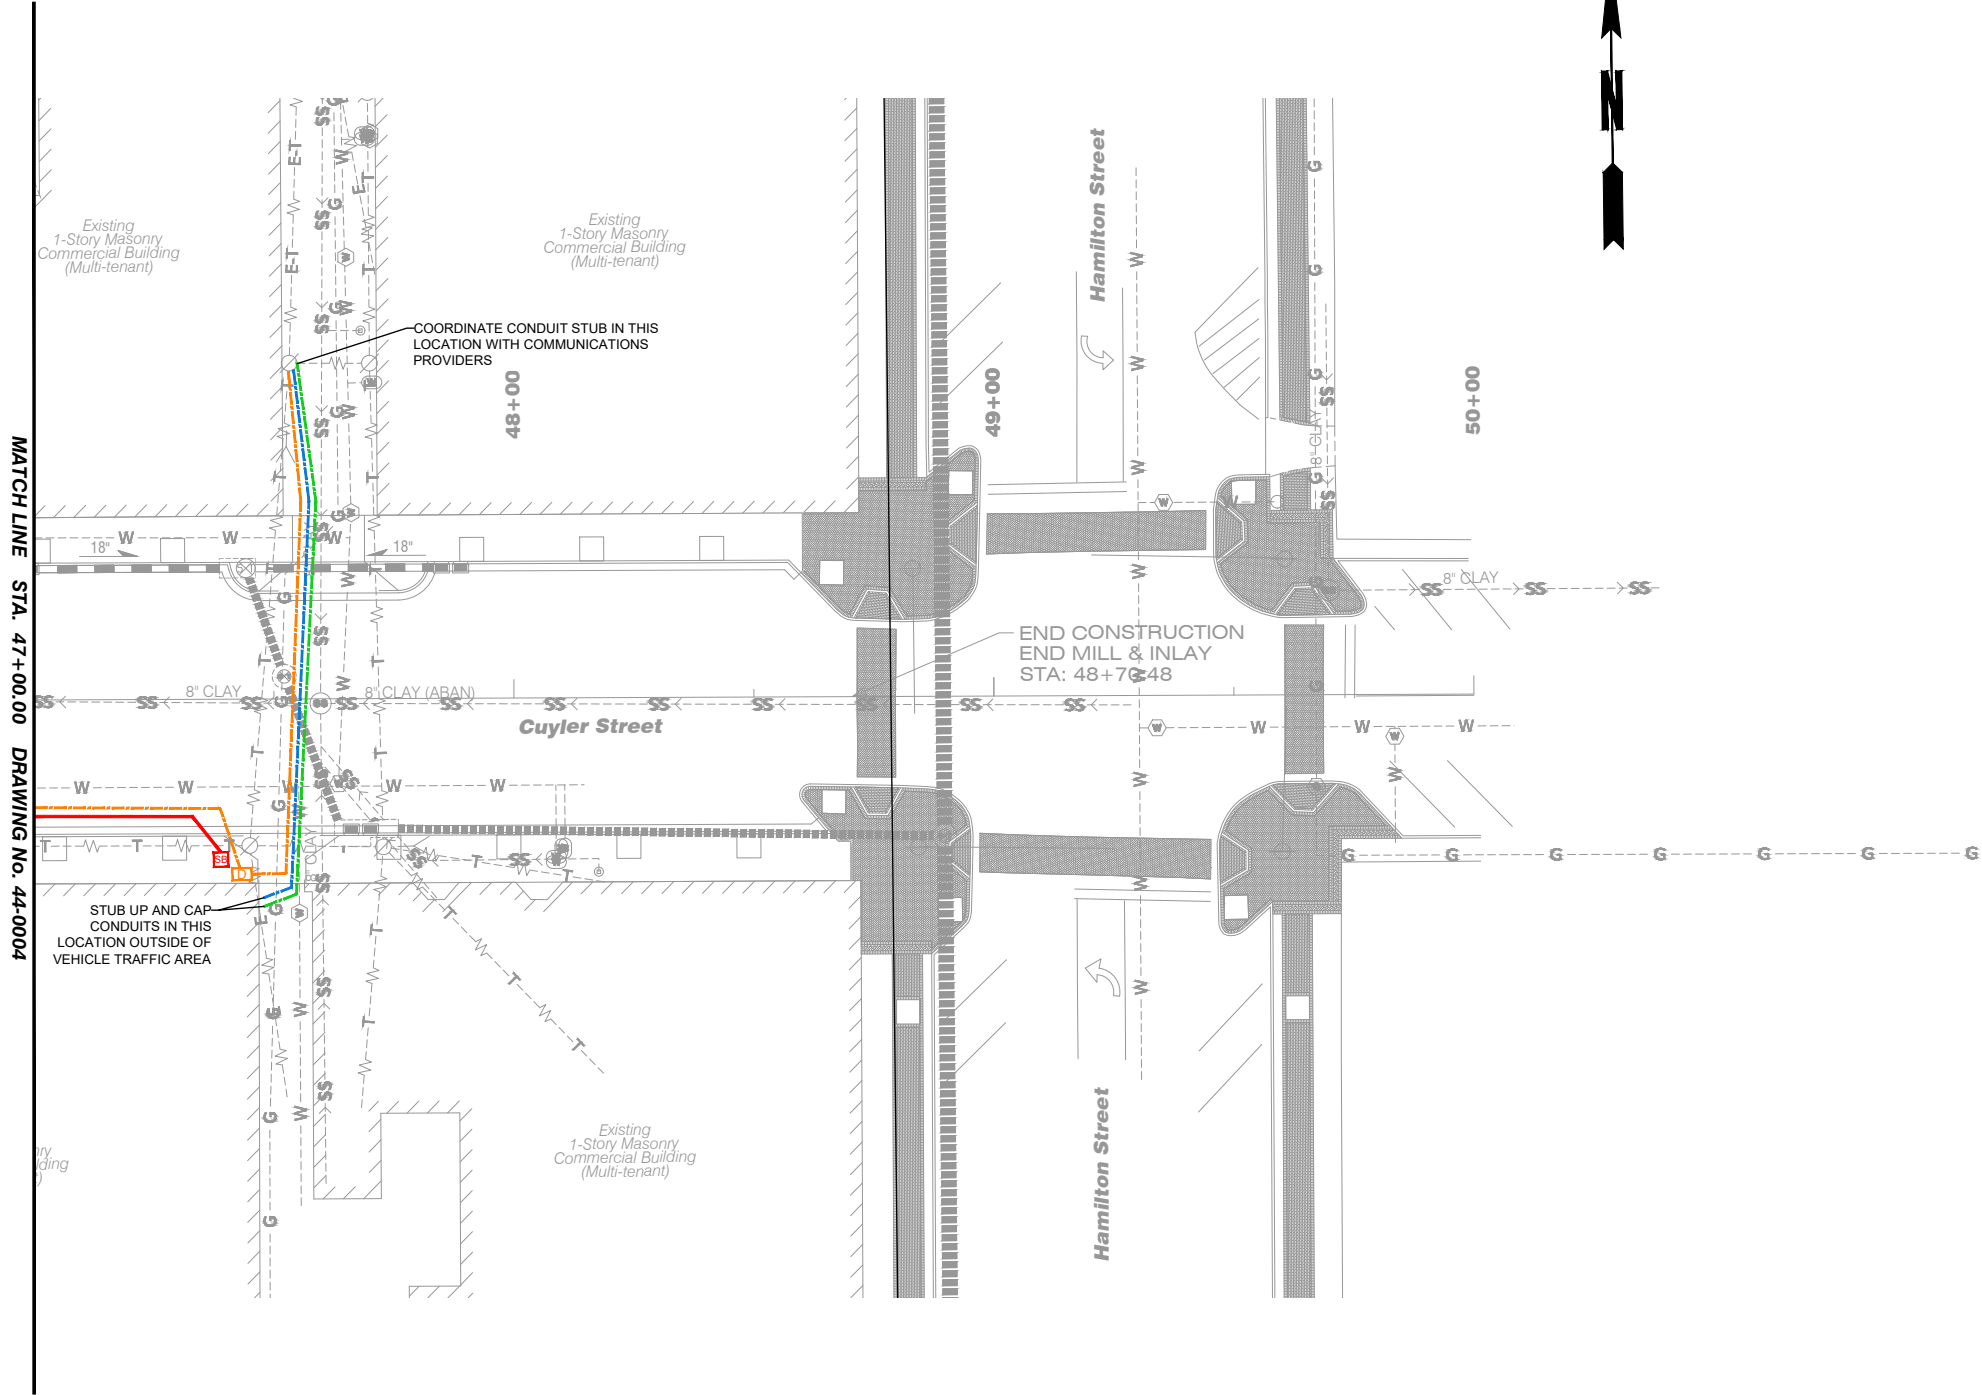 N
MATCH LINE STA. 47+00.00 DRAWING No. 44-0004
Existing
1-Story Masonry
Commercial Building
(Multi-tenant)
Existing
1-Story Masonry
Commercial Building
(Multi-tenant)
Hamilton Street
COORDINATE CONDUIT STUB IN THIS
LOCATION WITH COMMUNICATIONS
PROVIDERS
48+00
49+00
50+00
8" CLAY
18"
18"
8" CLAY
END CONSTRUCTION
END MILL & INLAY
STA: 48+70.48
8" CLAY
8" CLAY (ABAN)
Cuyler Street
SB
D
STUB UP AND CAP
CONDUITS IN THIS
LOCATION OUTSIDE OF
VEHICLE TRAFFIC AREA
Existing
1-Story Masonry
Commercial Building
(Multi-tenant)
Hamilton Street